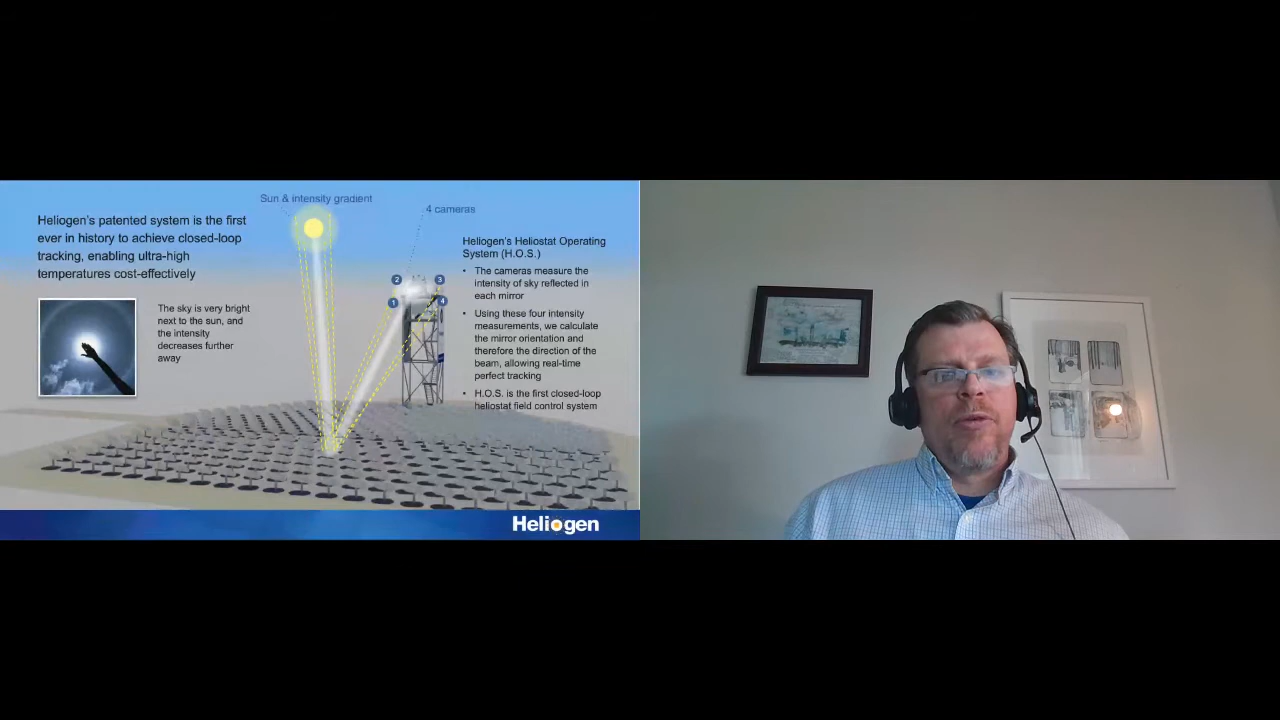 Sun & intensity gradient
4 cameras
Heliogen's patented system is the first
ever in history to achieve closed-loop
tracking, enabling ultra-high
temperatures cost-effectively
The sky is very bright
next to the sun, and
the intensity
decreases further
away
2
3
1
4
Heliogen's Heliostat Operating
System (H.O.S.)
• The cameras measure the
intensity of sky reflected in
each mirror
• Using these four intensity
measurements, we calculate
the mirror orientation and
therefore the direction of the
beam, allowing real-time
perfect tracking
• H.O.S. is the first closed-loop
heliostat field control system
Heliogen